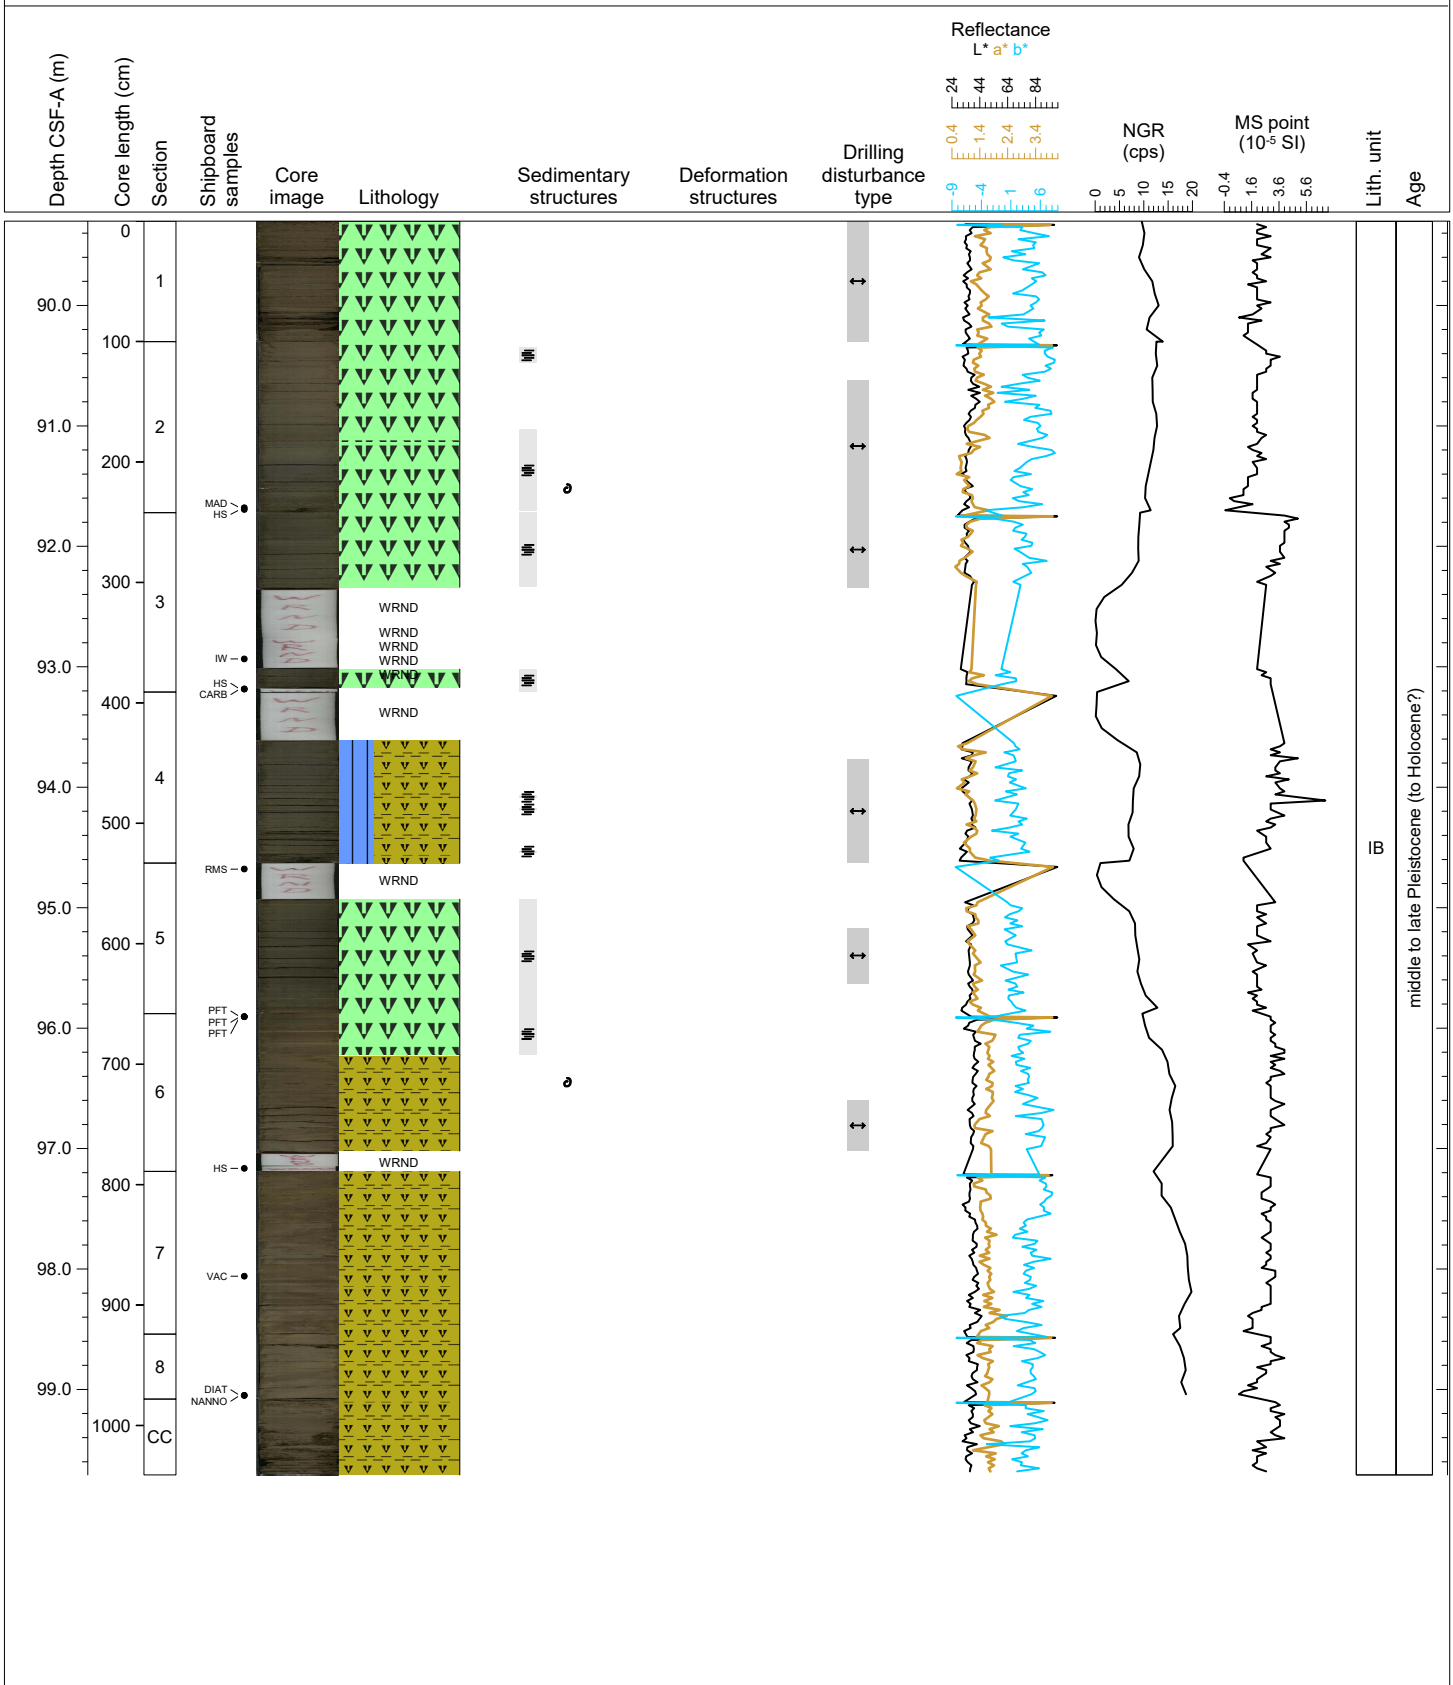 Depth CSF-A (m)
Core length (cm)
Section
Shipboard
samples
Core
image
Lithology
Sedimentary
structures
Deformation
structures
Drilling
disturbance
type
Reflectance
L* a* b*
24 44 64 84
0.4 1.4 2.4 3.4
-9 -4 1 6
NGR
(cps)
0 5 10 15 20
MS point
(10-5 SI)
-0.4 1.6 3.6 5.6
Lith. unit
Age
0
1
90.0
100
91.0
2
200
MAD
HS
92.0
300
3
WRND
WRND
WRND
IW
WRND
93.0
WRND
HS
CARB
400
WRND
4
94.0
500
IB
RMS
WRND
95.0
5
600
middle to late Pleistocene (to Holocene?)
PFT
PFT
PFT
96.0
700
6
97.0
WRND
HS
800
7
98.0
VAC
900
8
99.0
DIAT
NANNO
1000
CC